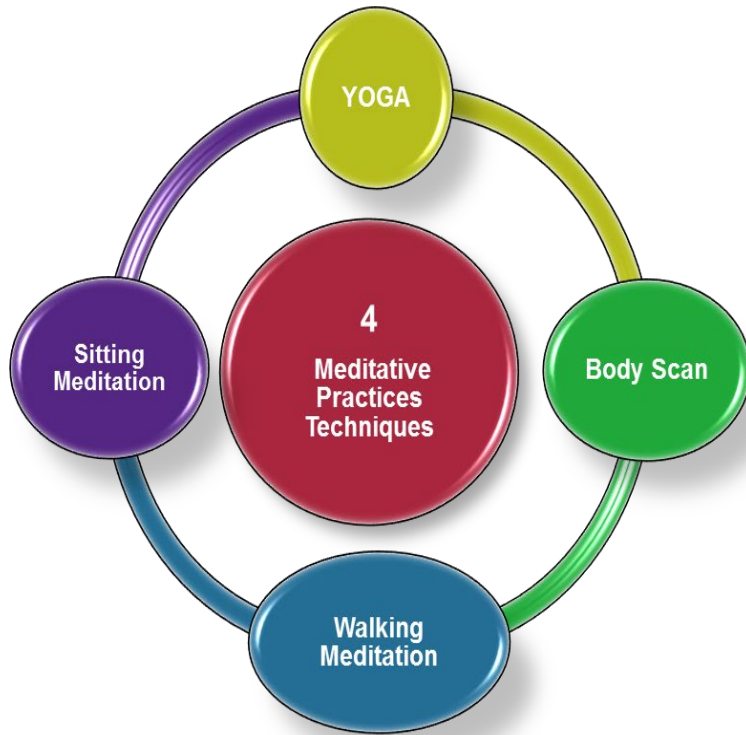 YOGA
4
Meditative
Practices
Techniques
Sitting
Meditation
Body Scan
Walking
Meditation